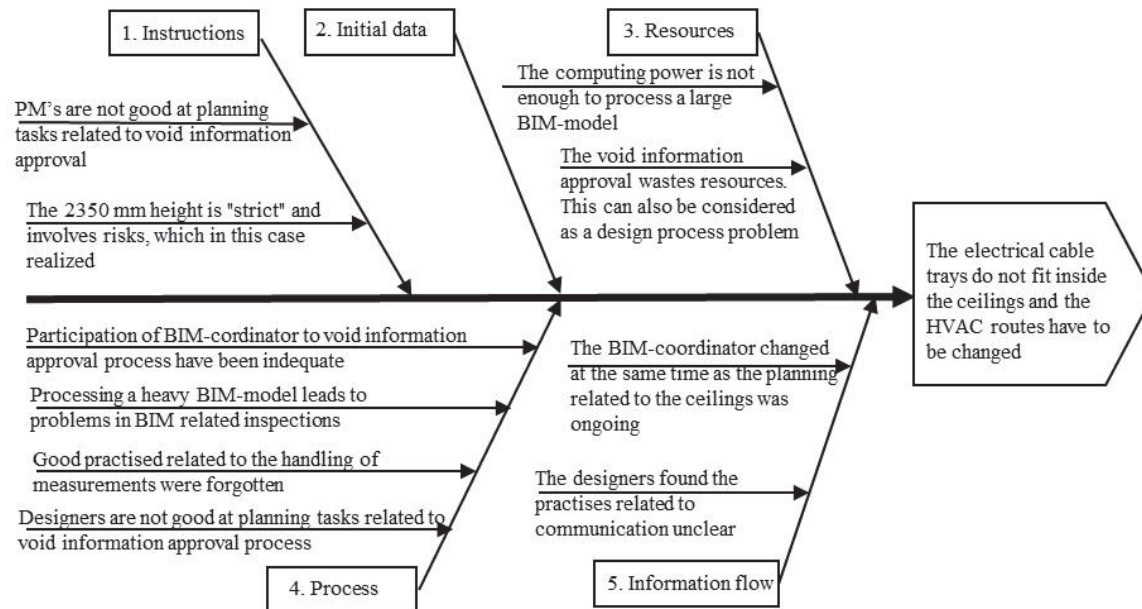 1. Instructions
2. Initial data
3. Resources
PM's are not good at planning
tasks related to void information
approval
The 2350 mm height is "strict" and
involves risks, which in this case
realized
The computing power is not
enough to process a large
BIM-model
The void information
approval wastes resources.
This can also be considered
as a design process problem
The electrical cable
trays do not fit inside
the ceilings and the
HVAC routes have to
be changed
Participation of BIM-cordinator to void information
approval process have been indequate
Processing a heavy BIM-model leads to
problems in BIM related inspections
Good practised related to the handling of
measurements were forgotten
Designers are not good at planning tasks related to
void information approval process
4. Process
The BIM-coordinator changed
at the same time as the planning
related to the ceilings was
ongoing
The designers found the
practises related to
communication unclear
5. Information flow